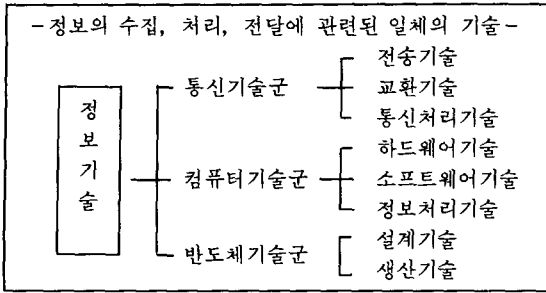 -정보의 수집, 처리, 전달에 관련된 일체의 기술-
정보기술
통신기술군
전송기술
교환기술
통신처리기술
컴퓨터기술군
하드웨어기술
소프트웨어기술
정보처리기술
반도체기술군
설계기술
생산기술